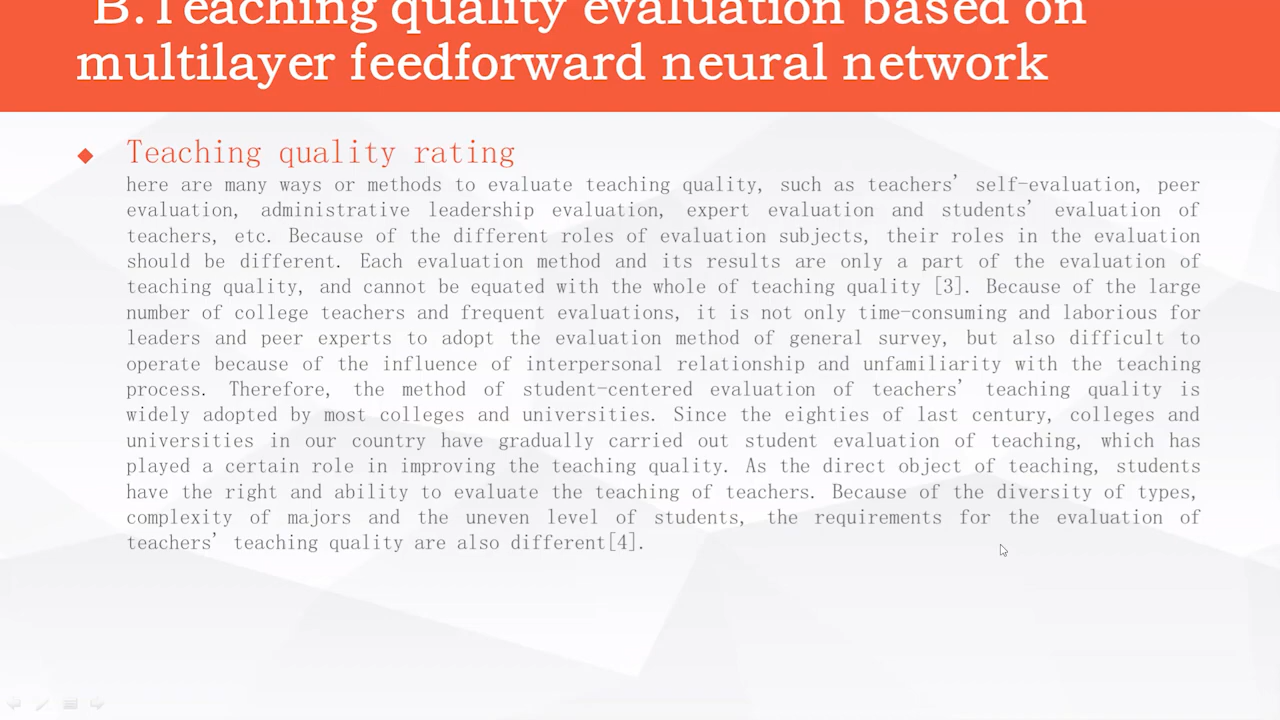 B.Teaching quality evaluation based on
multilayer feedforward neural network
Teaching quality rating
here are many ways or methods to evaluate teaching quality, such as teachers' self-evaluation, peer
evaluation, administrative leadership evaluation, expert evaluation and students' evaluation of
teachers, etc. Because of the different roles of evaluation subjects, their roles in the evaluation
should be different. Each evaluation method and its results are only a part of the evaluation of
teaching quality, and cannot be equated with the whole of teaching quality [3]. Because of the large
number of college teachers and frequent evaluations, it is not only time-consuming and laborious for
leaders and peer experts to adopt the evaluation method of general survey, but also difficult to
operate because of the influence of interpersonal relationship and unfamiliarity with the teaching
process. Therefore, the method of student-centered evaluation of teachers' teaching quality is
widely adopted by most colleges and universities. Since the eighties of last century, colleges and
universities in our country have gradually carried out student evaluation of teaching, which has
played a certain role in improving the teaching quality. As the direct object of teaching, students
have the right and ability to evaluate the teaching of teachers. Because of the diversity of types,
complexity of majors and the uneven level of students, the requirements for the evaluation of
teachers' teaching quality are also different[4].